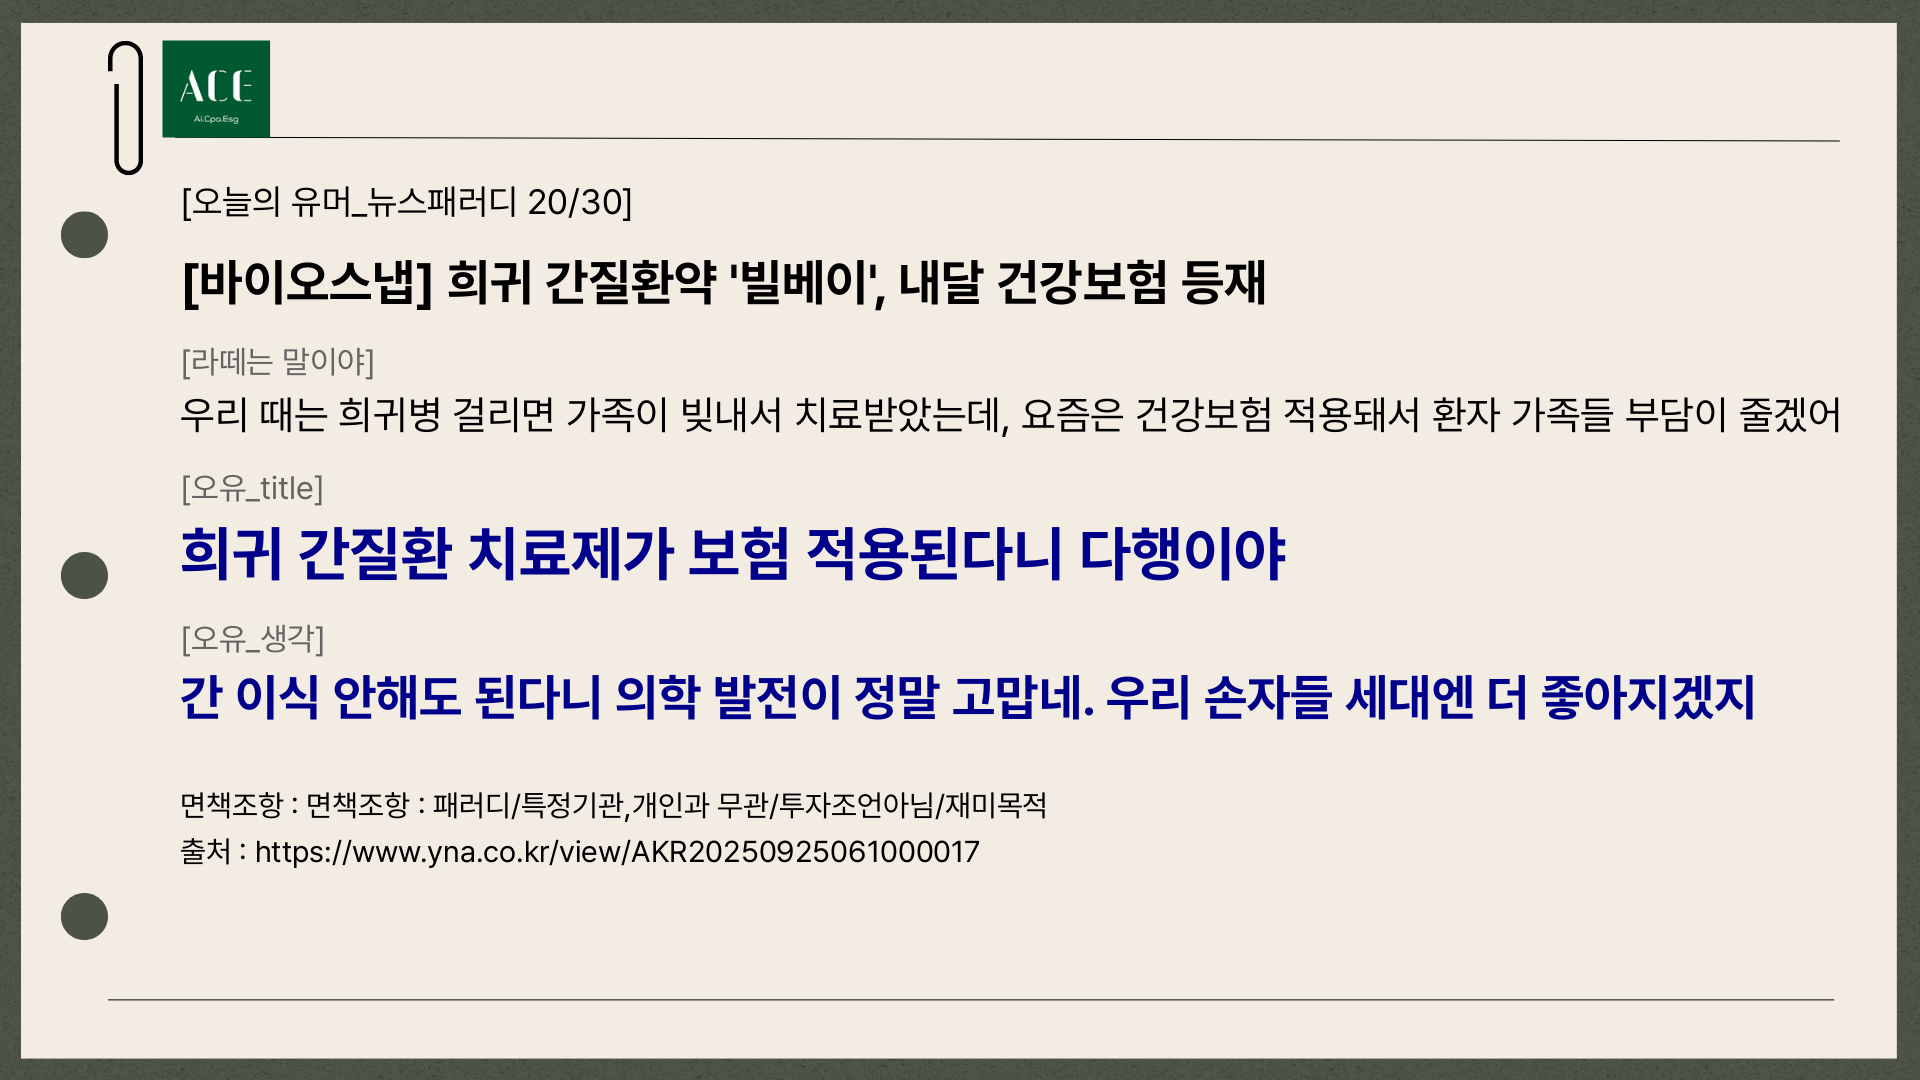 ACE
Ai.Cpa.Esg
[오늘의 유머_뉴스패러디 20/30]
[바이오스냅] 희귀 간질환약 '빌베이', 내달 건강보험 등재
[라떼는 말이야]
우리 때는 희귀병 걸리면 가족이 빚내서 치료받았는데, 요즘은 건강보험 적용돼서 환자 가족들 부담이 줄겠어
[오유_title]
희귀 간질환 치료제가 보험 적용된다니 다행이야
[오유_생각]
간 이식 안해도 된다니 의학 발전이 정말 고맙네. 우리 손자들 세대엔 더 좋아지겠지
면책조항 : 면책조항 : 패러디/특정기관,개인과 무관/투자조언아님/재미목적
출처 : https://www.yna.co.kr/view/AKR20250925061000017